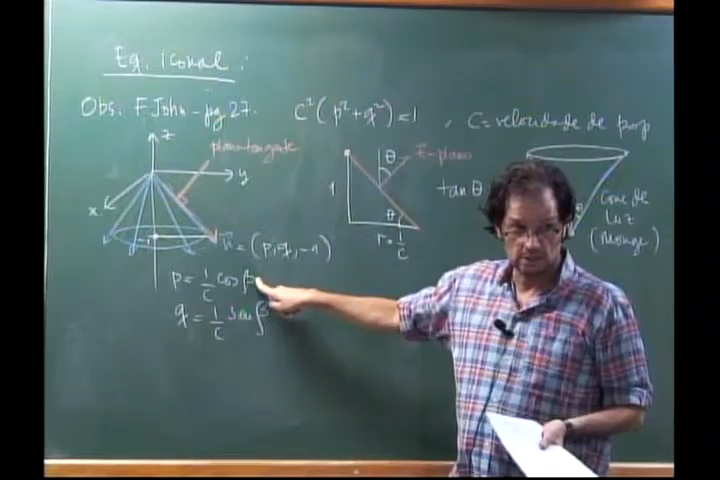 Eq. Iconal:
Obs. F. John - pg 27. c²(p²+q²)=1, C=velocidade de prop
z
plano tangente
y
x
1
θ
E-plano
θ
r = 1/c
tan θ
θ
cone de
luz
(Monge)
n = (p, q, -1)
p = 1/c cos β
q = 1/c sen β